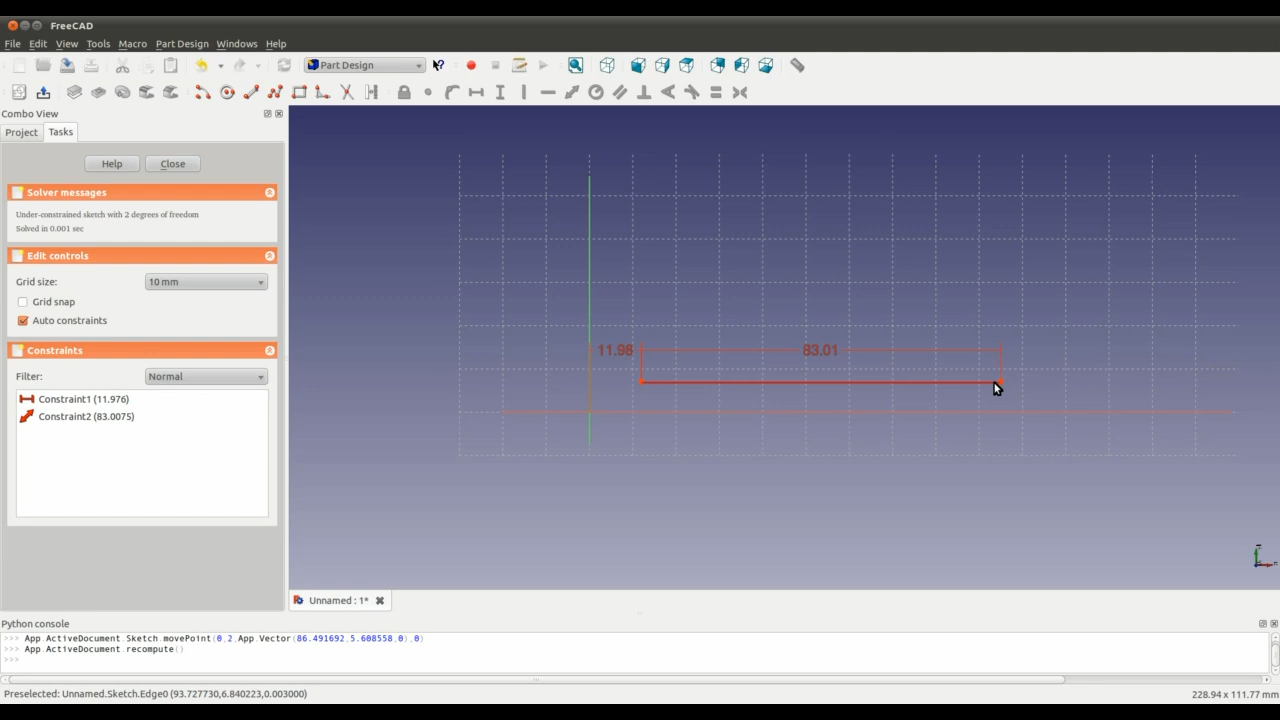 FreeCAD
File Edit View Tools Macro Part Design Windows Help
Part Design
Combo View
Project Tasks
Help Close
Solver messages
Under-constrained sketch with 2 degrees of freedom
Solved in 0.001 sec
Edit controls
Grid size: 10 mm
Grid snap
Auto constraints
Constraints
Filter: Normal
Constraint1 (11.976)
Constraint2 (83.0075)
11.98 83.01
Unnamed : 1*
Python console
>>> App.ActiveDocument.Sketch.movePoint(0,2,App.Vector(86.491692,5.608558,0),0)
>>> App.ActiveDocument.recompute()
>>>
Preselected: Unnamed.Sketch.Edge0 (93.727730,6.840223,0.003000) 228.94 x 111.77 mm